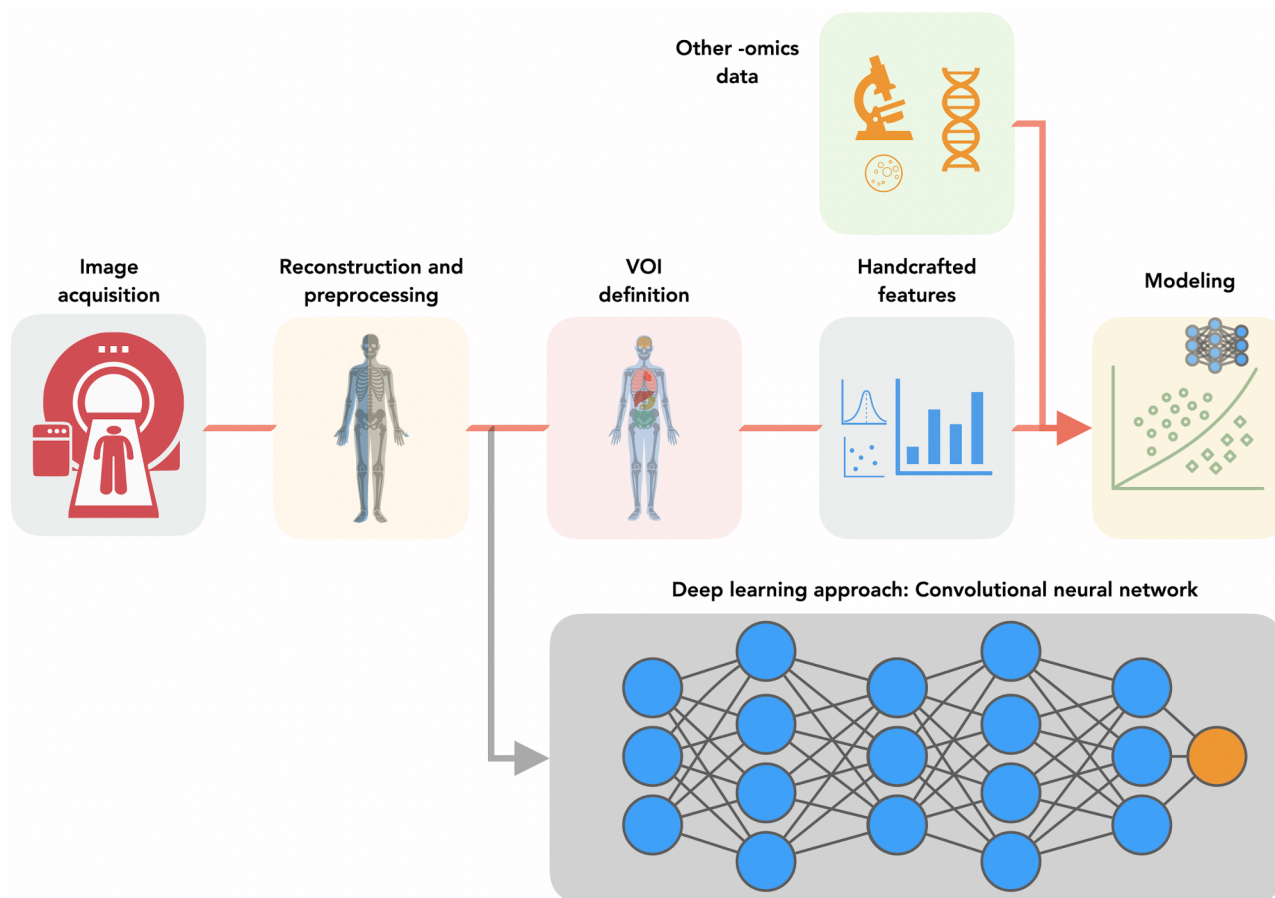 Other -omics
data
Image
acquisition
Reconstruction and
preprocessing
VOI
definition
Handcrafted
features
Modeling
Deep learning approach: Convolutional neural network